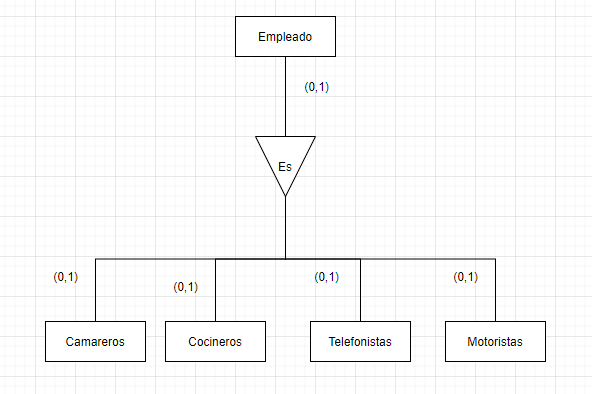 Empleado
(0,1)
Es
(0,1)
(0,1)
(0,1)
(0,1)
Camareros
Cocineros
Telefonistas
Motoristas